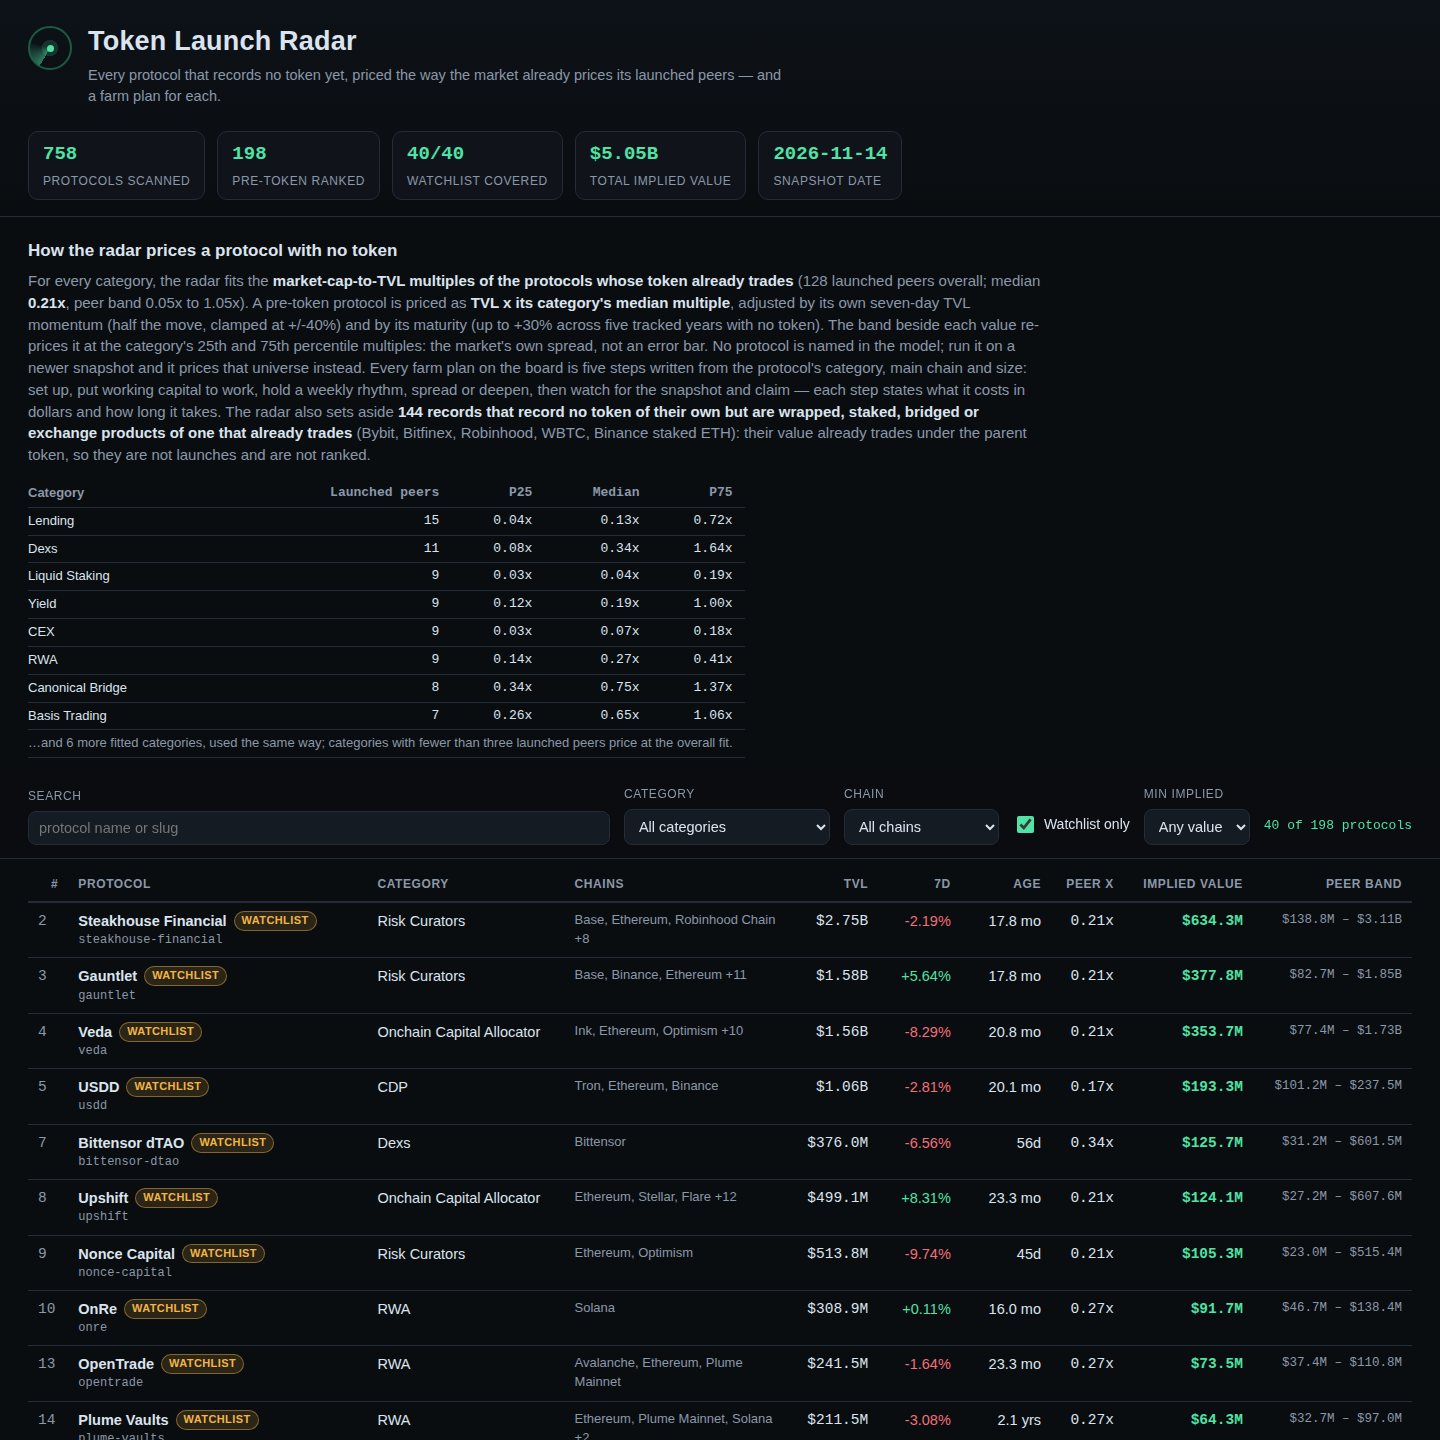 Token Launch Radar
Every protocol that records no token yet, priced the way the market already prices its launched peers — and
a farm plan for each.
758
PROTOCOLS SCANNED
198
PRE-TOKEN RANKED
40/40
WATCHLIST COVERED
$5.05B
TOTAL IMPLIED VALUE
2026-11-14
SNAPSHOT DATE
How the radar prices a protocol with no token
For every category, the radar fits the market-cap-to-TVL multiples of the protocols whose token already trades (128 launched peers overall; median
0.21x, peer band 0.05x to 1.05x). A pre-token protocol is priced as TVL x its category's median multiple, adjusted by its own seven-day TVL
momentum (half the move, clamped at +/-40%) and by its maturity (up to +30% across five tracked years with no token). The band beside each value re-
prices it at the category's 25th and 75th percentile multiples: the market's own spread, not an error bar. No protocol is named in the model; run it on a
newer snapshot and it prices that universe instead. Every farm plan on the board is five steps written from the protocol's category, main chain and size:
set up, put working capital to work, hold a weekly rhythm, spread or deepen, then watch for the snapshot and claim — each step states what it costs in
dollars and how long it takes. The radar also sets aside 144 records that record no token of their own but are wrapped, staked, bridged or
exchange products of one that already trades (Bybit, Bitfinex, Robinhood, WBTC, Binance staked ETH): their value already trades under the parent
token, so they are not launches and are not ranked.
Category Launched peers P25 Median P75
Lending 15 0.04x 0.13x 0.72x
Dexs 11 0.08x 0.34x 1.64x
Liquid Staking 9 0.03x 0.04x 0.19x
Yield 9 0.12x 0.19x 1.00x
CEX 9 0.03x 0.07x 0.18x
RWA 9 0.14x 0.27x 0.41x
Canonical Bridge 8 0.34x 0.75x 1.37x
Basis Trading 7 0.26x 0.65x 1.06x
…and 6 more fitted categories, used the same way; categories with fewer than three launched peers price at the overall fit.
SEARCH CATEGORY CHAIN MIN IMPLIED
protocol name or slug All categories All chains Watchlist only Any value 40 of 198 protocols
# PROTOCOL CATEGORY CHAINS TVL 7D AGE PEER X IMPLIED VALUE PEER BAND
2 Steakhouse Financial WATCHLIST Risk Curators Base, Ethereum, Robinhood Chain $2.75B -2.19% 17.8 mo 0.21x $634.3M $138.8M – $3.11B
steakhouse-financial +8
3 Gauntlet WATCHLIST Risk Curators Base, Binance, Ethereum +11 $1.58B +5.64% 17.8 mo 0.21x $377.8M $82.7M – $1.85B
gauntlet
4 Veda WATCHLIST Onchain Capital Allocator Ink, Ethereum, Optimism +10 $1.56B -8.29% 20.8 mo 0.21x $353.7M $77.4M – $1.73B
veda
5 USDD WATCHLIST CDP Tron, Ethereum, Binance $1.06B -2.81% 20.1 mo 0.17x $193.3M $101.2M – $237.5M
usdd
7 Bittensor dTAO WATCHLIST Dexs Bittensor $376.0M -6.56% 56d 0.34x $125.7M $31.2M – $601.5M
bittensor-dtao
8 Upshift WATCHLIST Onchain Capital Allocator Ethereum, Stellar, Flare +12 $499.1M +8.31% 23.3 mo 0.21x $124.1M $27.2M – $607.6M
upshift
9 Nonce Capital WATCHLIST Risk Curators Ethereum, Optimism $513.8M -9.74% 45d 0.21x $105.3M $23.0M – $515.4M
nonce-capital
10 OnRe WATCHLIST RWA Solana $308.9M +0.11% 16.0 mo 0.27x $91.7M $46.7M – $138.4M
onre
13 OpenTrade WATCHLIST RWA Avalanche, Ethereum, Plume $241.5M -1.64% 23.3 mo 0.27x $73.5M $37.4M – $110.8M
opentrade Mainnet
14 Plume Vaults WATCHLIST RWA Ethereum, Plume Mainnet, Solana $211.5M -3.08% 2.1 yrs 0.27x $64.3M $32.7M – $97.0M
plume-vaults +2